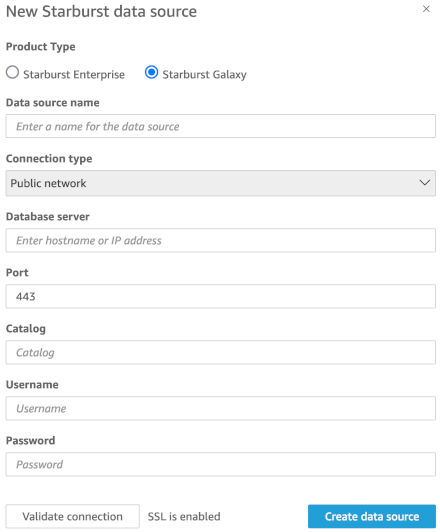 New Starburst data source
Product Type
Starburst Enterprise Starburst Galaxy
Data source name
Enter a name for the data source
Connection type
Public network
Database server
Enter hostname or IP address
Port
443
Catalog
Catalog
Username
Username
Password
Password
Validate connection SSL is enabled Create data source